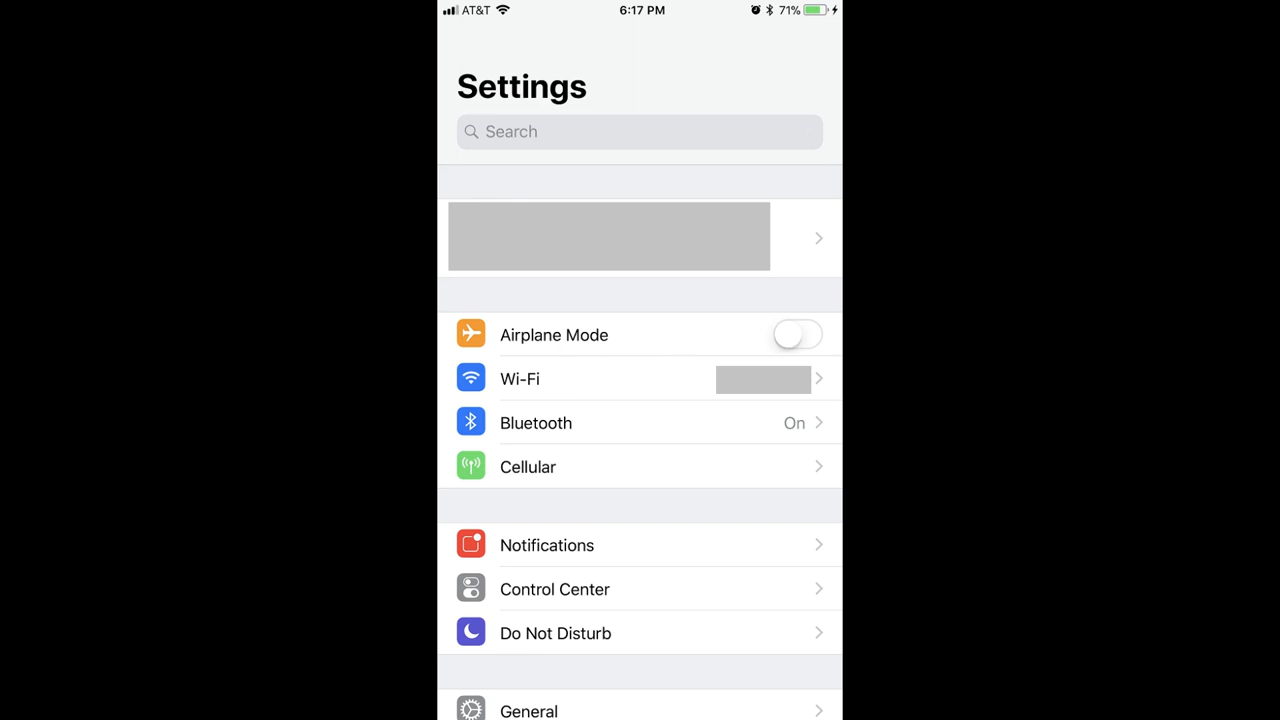 AT&T 6:17 PM 71%
Settings
Search
Airplane Mode
Wi-Fi
Bluetooth On
Cellular
Notifications
Control Center
Do Not Disturb
General